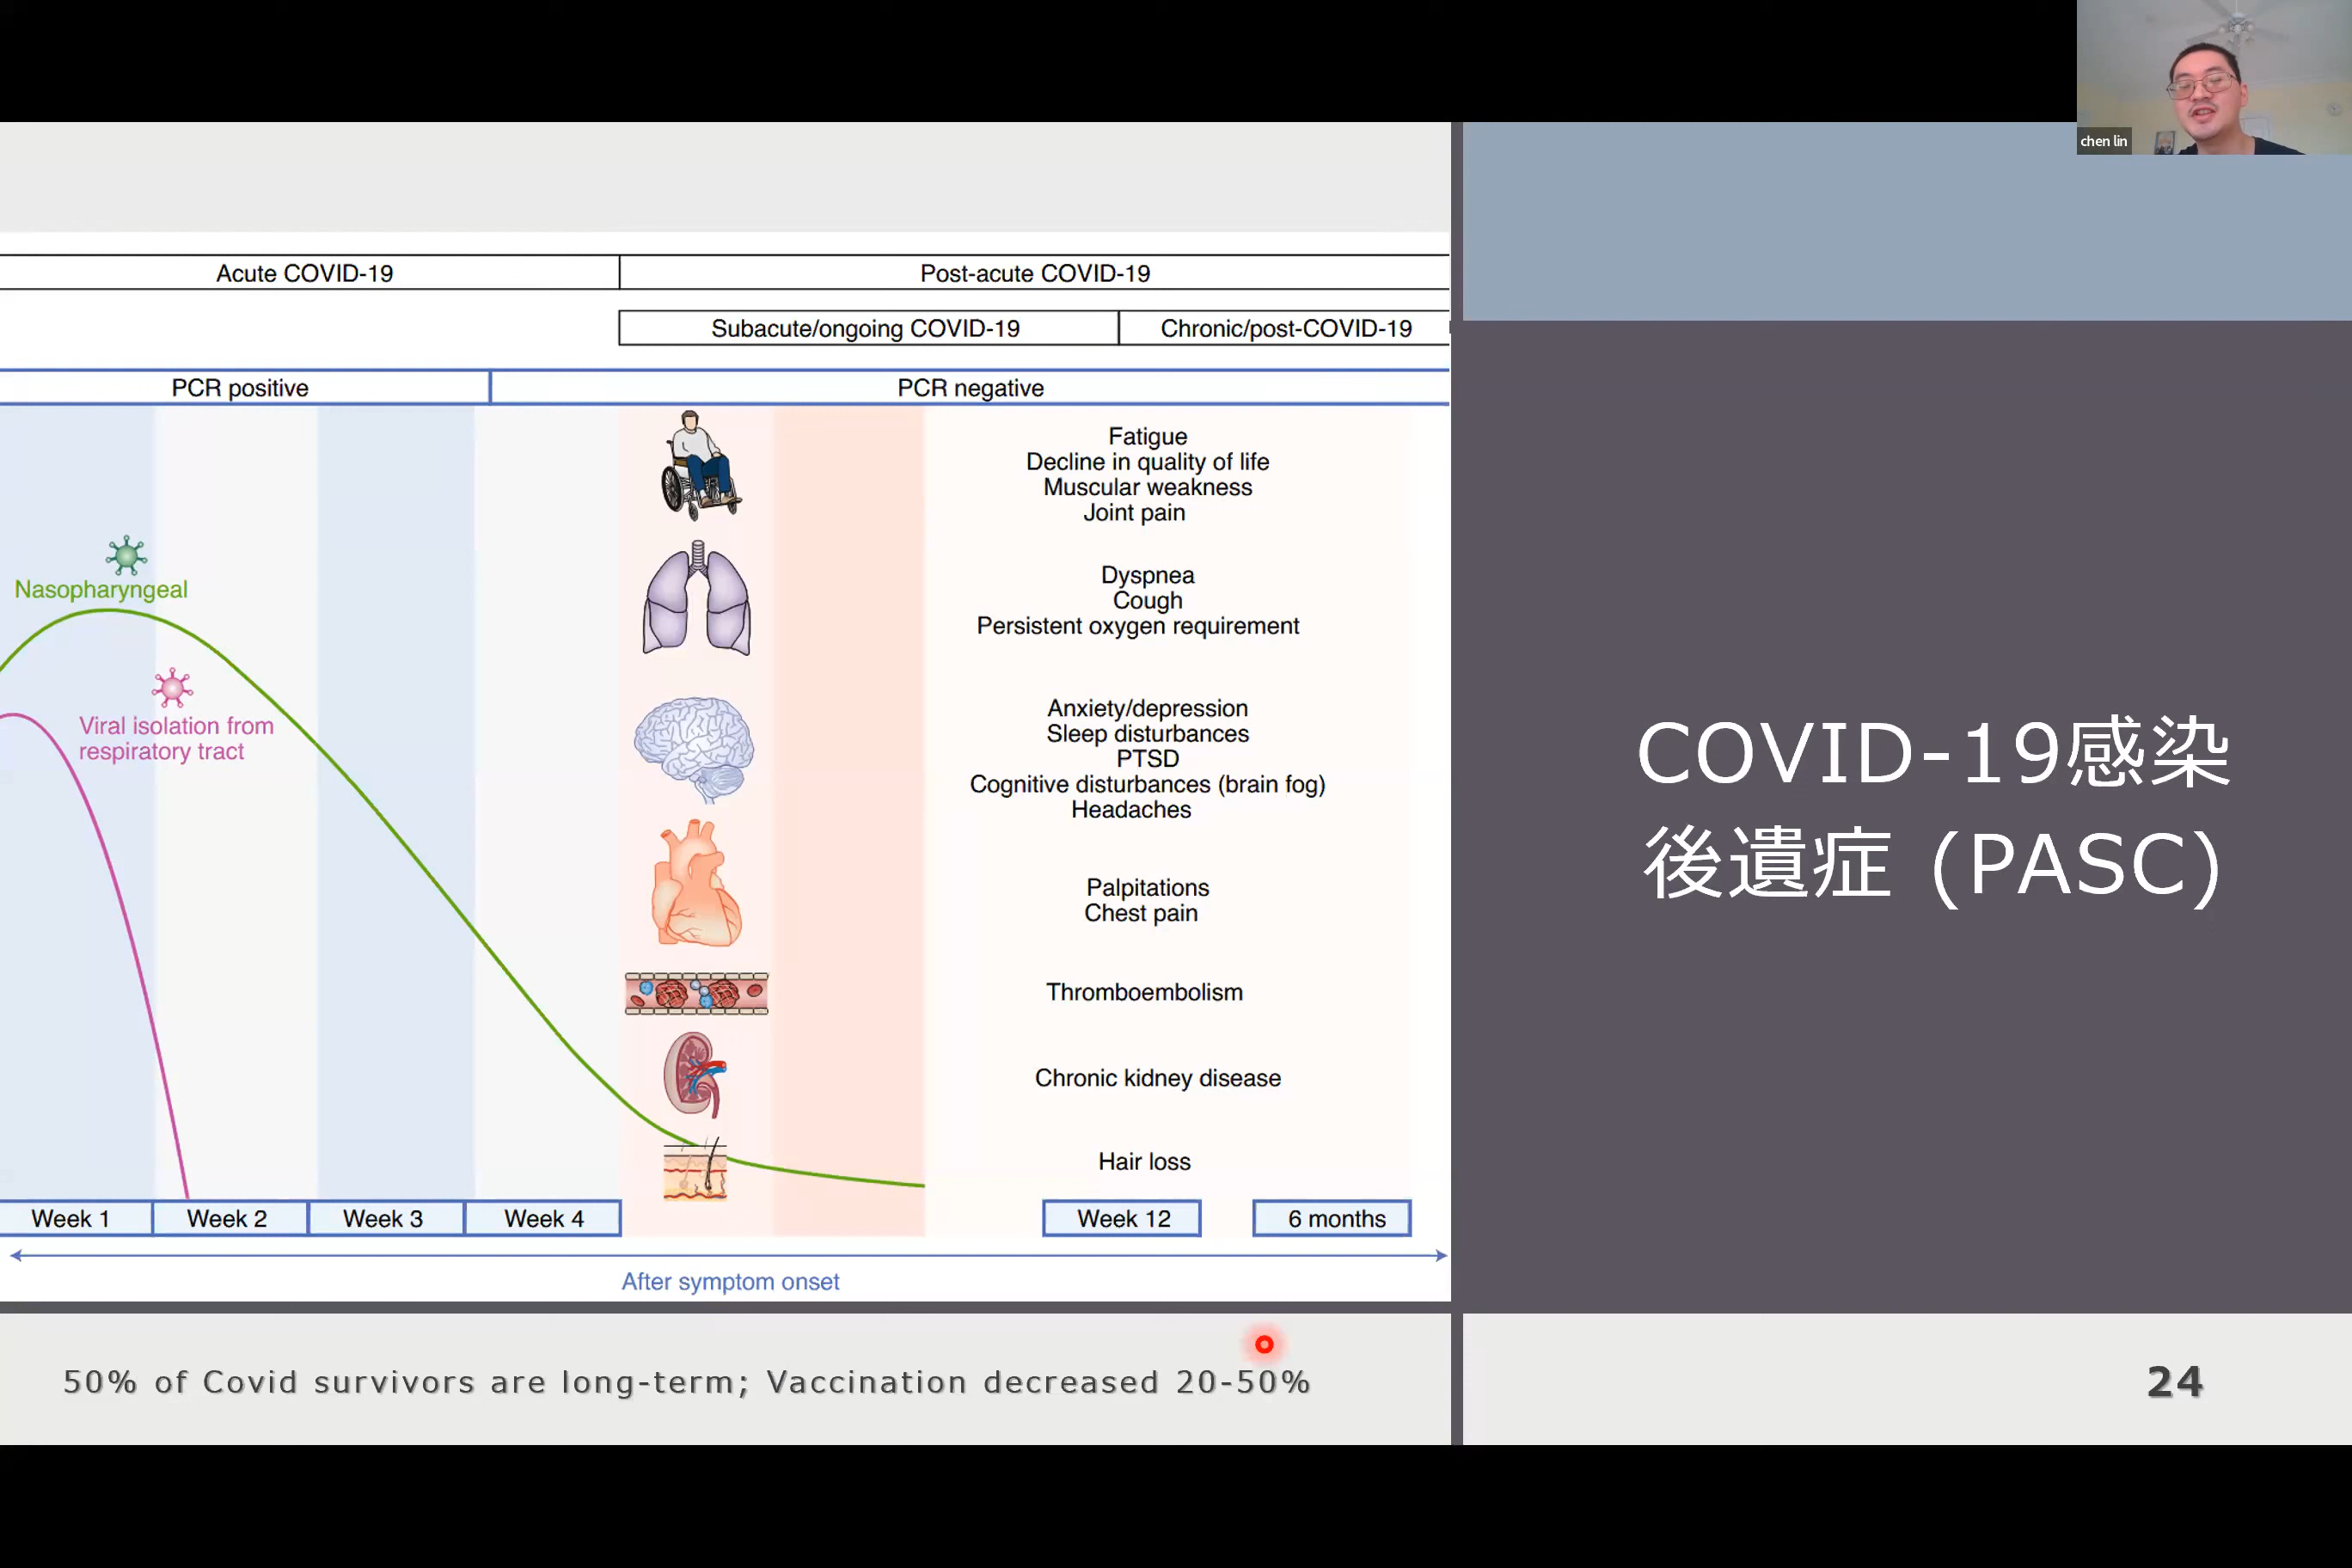 chen lin
Acute COVID-19
Post-acute COVID-19
Subacute/ongoing COVID-19
Chronic/post-COVID-19
PCR positive
PCR negative
Fatigue
Decline in quality of life
Muscular weakness
Joint pain
Nasopharyngeal
Dyspnea
Cough
Persistent oxygen requirement
Viral isolation from
respiratory tract
Anxiety/depression
Sleep disturbances
PTSD
Cognitive disturbances (brain fog)
Headaches
Palpitations
Chest pain
Thromboembolism
Chronic kidney disease
Hair loss
Week 1
Week 2
Week 3
Week 4
Week 12
6 months
After symptom onset
COVID-19感染
後遺症 (PASC)
50% of Covid survivors are long-term; Vaccination decreased 20-50%
24